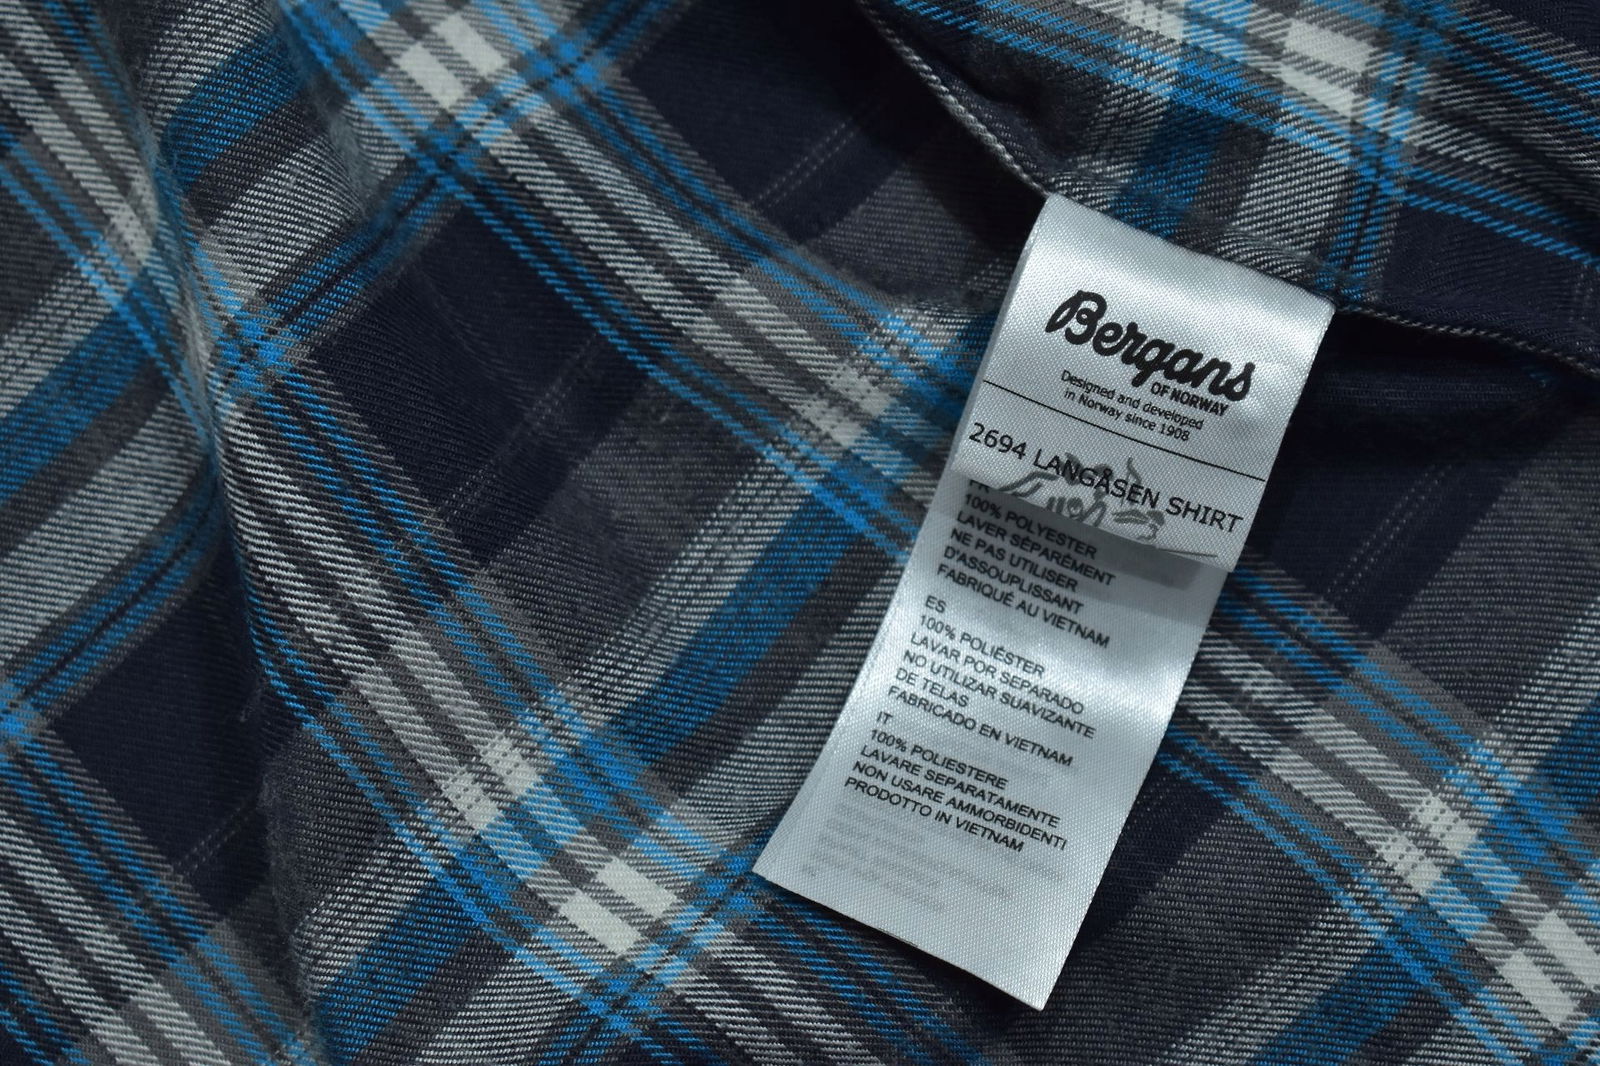 Bergans
OF NORWAY
Designed and developed
in Norway since 1908
2694 LANGÅSEN SHIRT
FR
100% POLYESTER
LAVER SÉPARÉMENT
NE PAS UTILISER
D'ASSOUPLISSANT
FABRIQUÉ AU VIETNAM
ES
100% POLIÉSTER
LAVAR POR SEPARADO
NO UTILIZAR SUAVIZANTE
DE TELAS
FABRICADO EN VIETNAM
IT
100% POLIESTERE
LAVARE SEPARATAMENTE
NON USARE AMMORBIDENTI
PRODOTTO IN VIETNAM